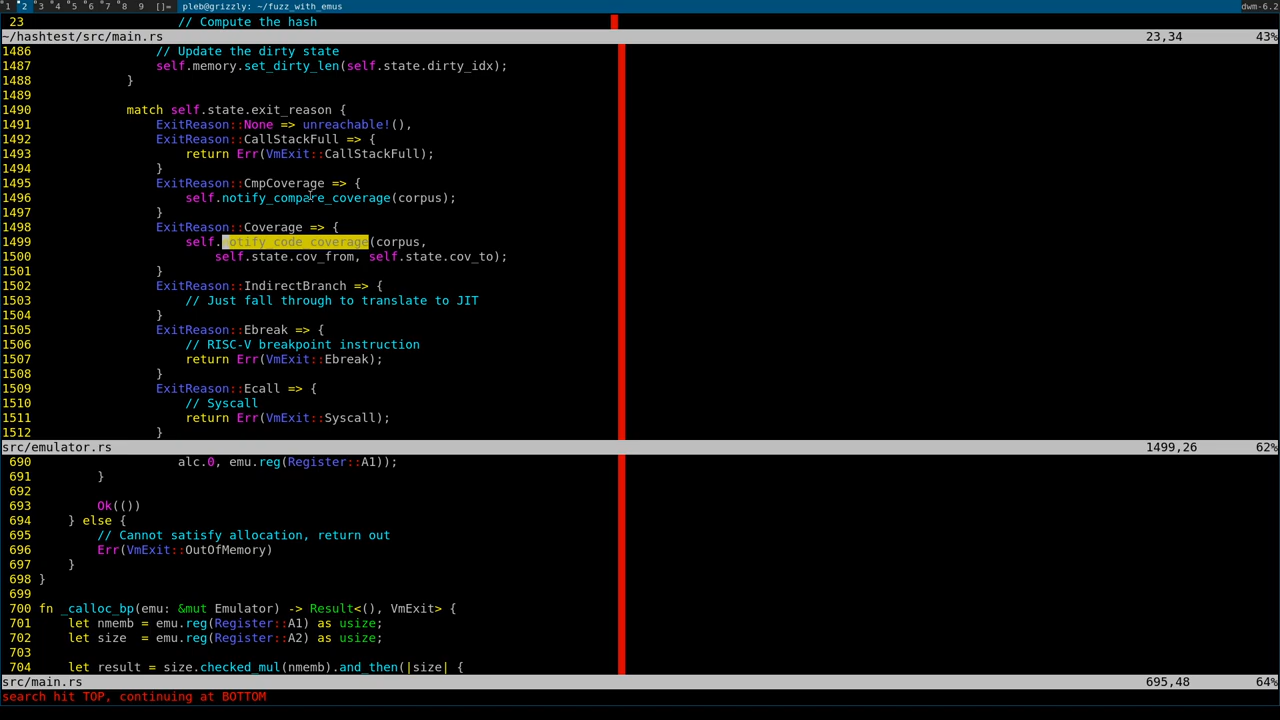 1 2 3 4 5 6 7 8 9 []= pleb@grizzly: ~/fuzz_with_emus dwm-6.2
23 // Compute the hash
~/hashtest/src/main.rs 23,34 43%
1486 // Update the dirty state
1487 self.memory.set_dirty_len(self.state.dirty_idx);
1488 }
1489
1490 match self.state.exit_reason {
1491 ExitReason::None => unreachable!(),
1492 ExitReason::CallStackFull => {
1493 return Err(VmExit::CallStackFull);
1494 }
1495 ExitReason::CmpCoverage => {
1496 self.notify_compare_coverage(corpus);
1497 }
1498 ExitReason::Coverage => {
1499 self.notify_code_coverage(corpus,
1500 self.state.cov_from, self.state.cov_to);
1501 }
1502 ExitReason::IndirectBranch => {
1503 // Just fall through to translate to JIT
1504 }
1505 ExitReason::Ebreak => {
1506 // RISC-V breakpoint instruction
1507 return Err(VmExit::Ebreak);
1508 }
1509 ExitReason::Ecall => {
1510 // Syscall
1511 return Err(VmExit::Syscall);
1512 }
src/emulator.rs 1499,26 62%
690 alc.0, emu.reg(Register::A1));
691 }
692
693 Ok(())
694 } else {
695 // Cannot satisfy allocation, return out
696 Err(VmExit::OutOfMemory)
697 }
698 }
699
700 fn _calloc_bp(emu: &mut Emulator) -> Result<(), VmExit> {
701 let nmemb = emu.reg(Register::A1) as usize;
702 let size = emu.reg(Register::A2) as usize;
703
704 let result = size.checked_mul(nmemb).and_then(|size| {
src/main.rs 695,48 64%
search hit TOP, continuing at BOTTOM